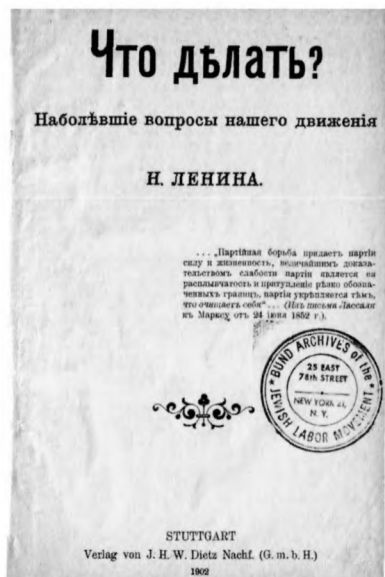 Что дѣлать?
Наболѣвшіе вопросы нашего движенія
Н. ЛЕНИНА.
. . . „Партійная борьба придаетъ партіи
силу и жизненность, величайшимъ доказа-
тельствомъ слабости партіи является ея
расплывчатость и притупленіе рѣзко обозна-
ченныхъ границъ, партія укрѣпляется тѣмъ,
что очищаетъ себя“ . . . (Изъ письма Лассаля
къ Марксу отъ 24 іюня 1852 г.).
BUND ARCHIVES of the
25 EAST
78th STREET
NEW YORK 21,
N. Y.
JEWISH LABOR MOVEMENT
STUTTGART
Verlag von J. H. W. Dietz Nachf. (G. m. b. H.)
1902